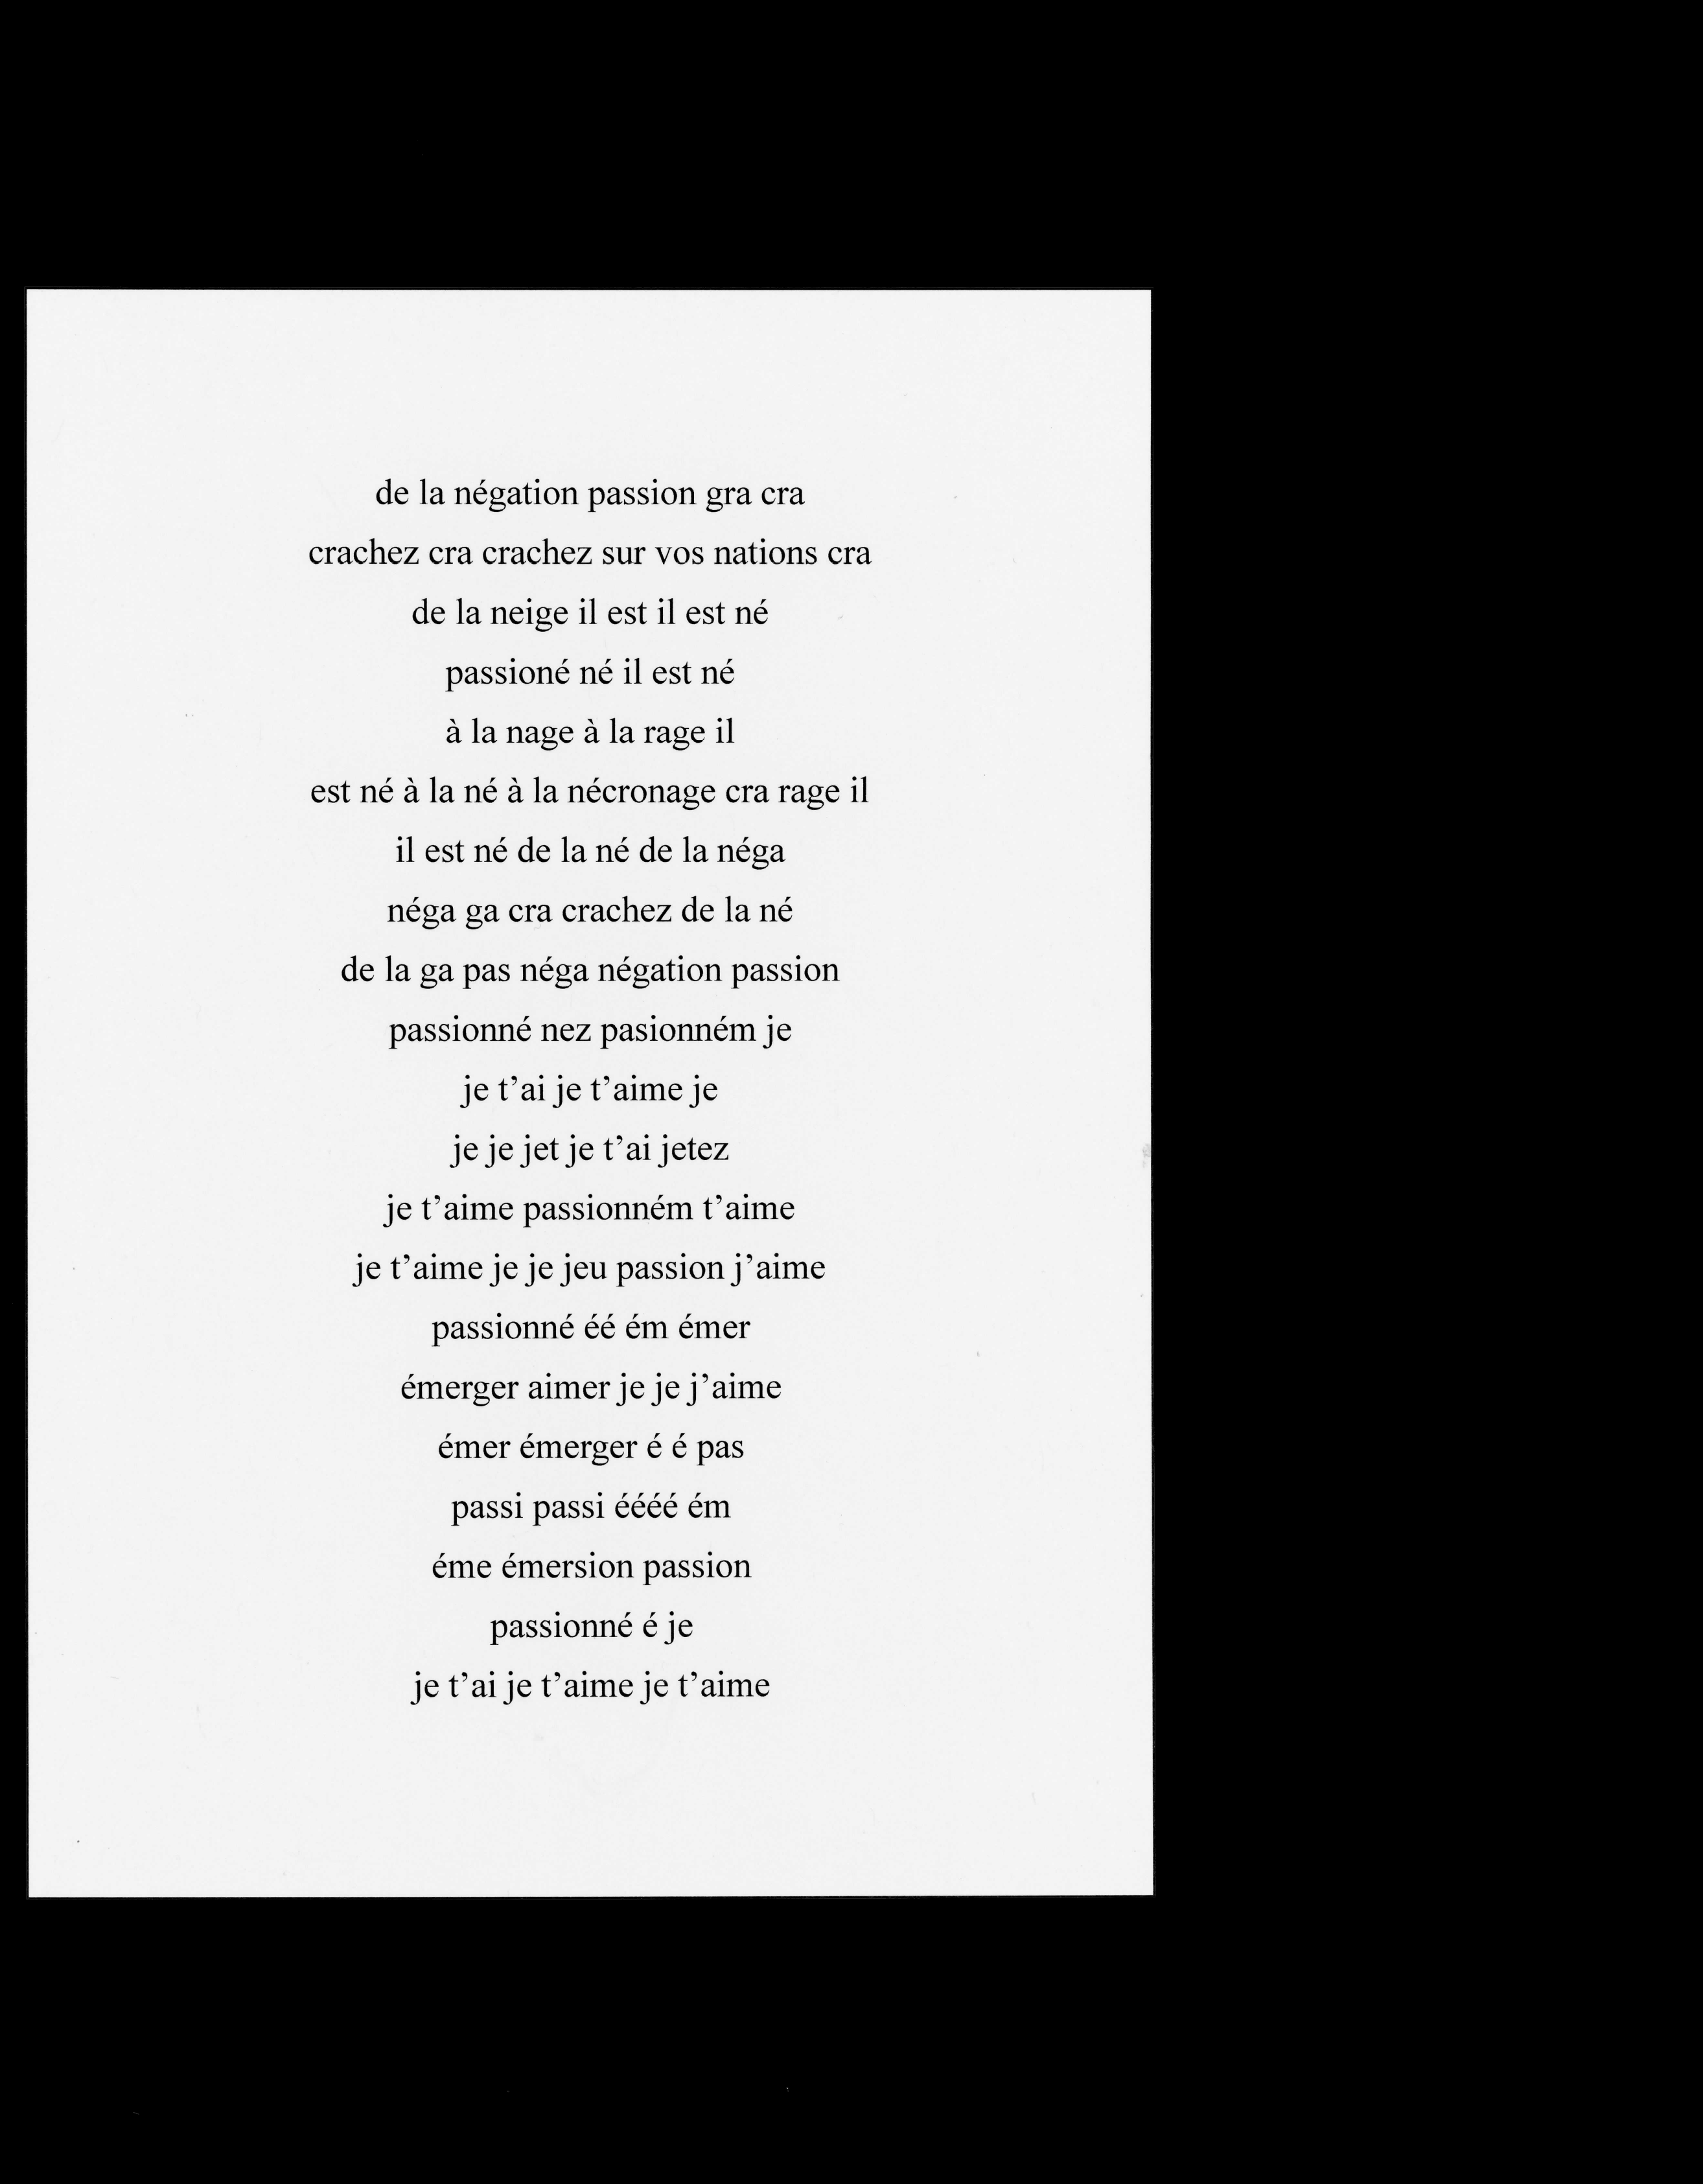 de la négation passion gra cra
crachez cra crachez sur vos nations cra
de la neige il est il est né
passioné né il est né
à la nage à la rage il
est né à la né à la nécronage cra rage il
il est né de la né de la néga
néga ga cra crachez de la né
de la ga pas néga négation passion
passionné nez pasionném je
je t’ai je t’aime je
je je jet je t’ai jetez
je t’aime passionném t’aime
je t’aime je je jeu passion j’aime
passionné éé ém émer
émerger aimer je je j’aime
émer émerger é é pas
passi passi éééé ém
éme émersion passion
passionné é je
je t’ai je t’aime je t’aime